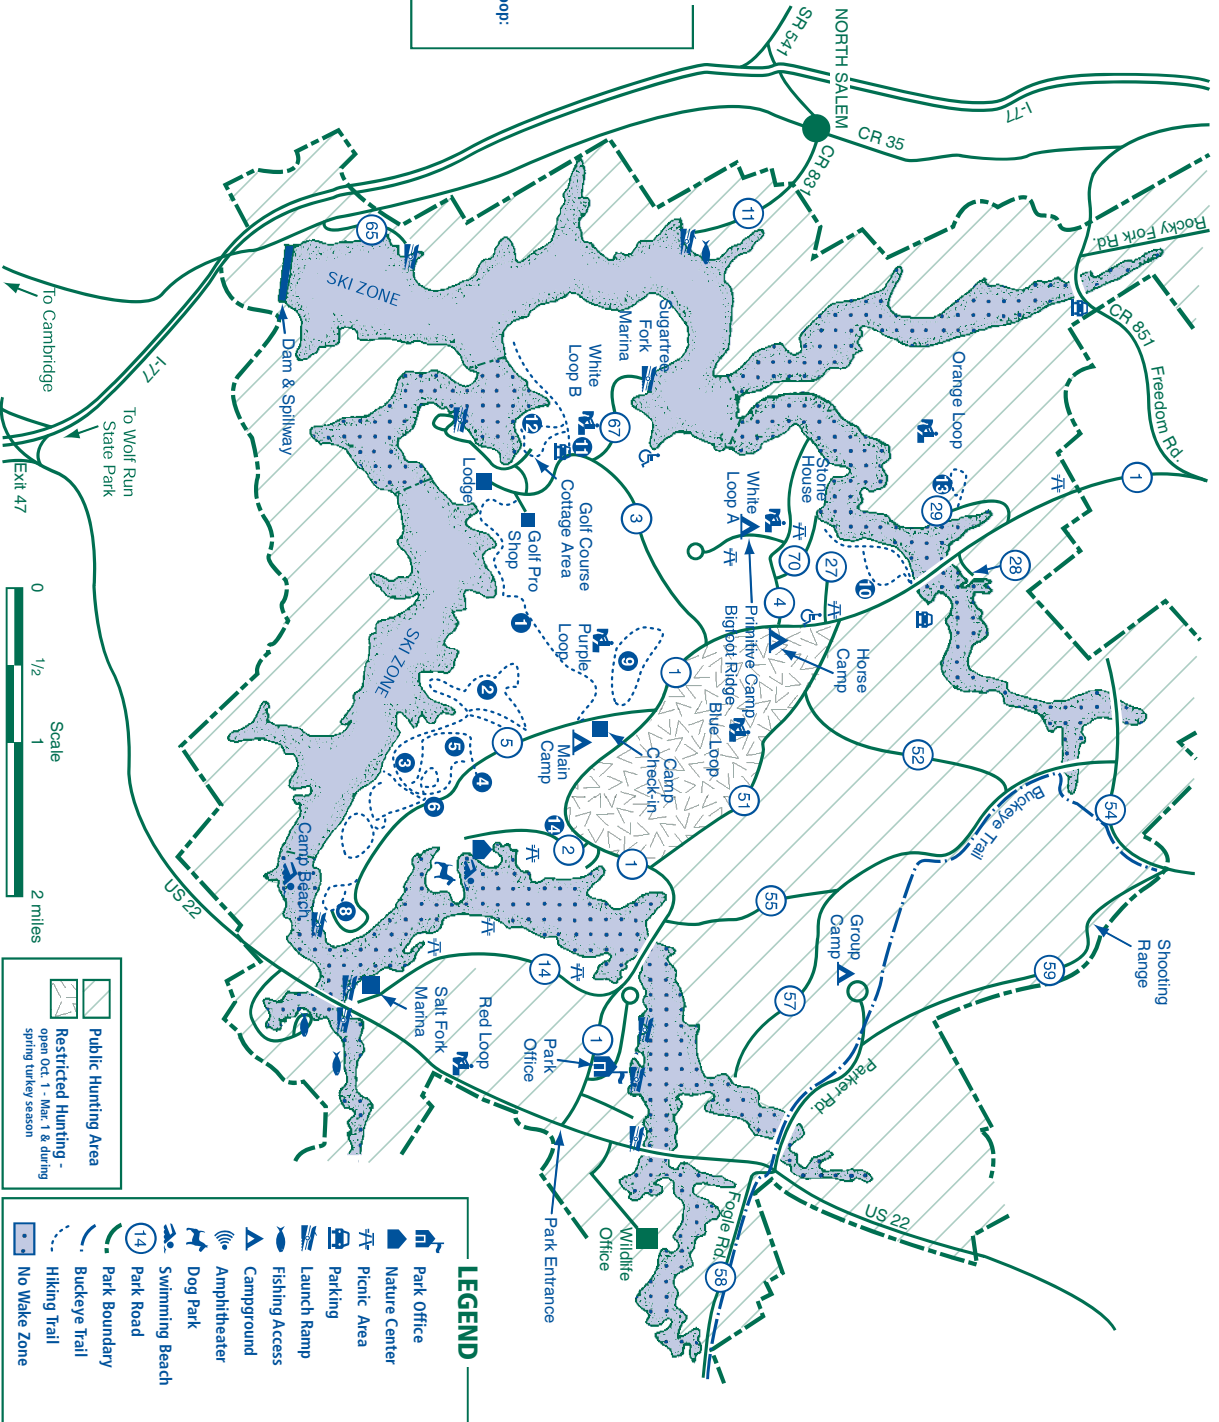 oop:
SR 541
NORTH SALEM
I-77
CR 35
CR 831
Rocky Fork Rd.
11
65
SKI ZONE
CR 851
Freedom Rd.
To Cambridge
I-77
Dam & Spillway
Sugartree
Fork
Marina
White
Loop B
Orange Loop
To Wolf Run
State Park
Exit 47
12
11
67
13
29
1
Lodge
Cottage Area
Golf Course
Golf Pro
Shop
3
White
Loop A
Stone
House
70
27
28
10
4
Primitive Camp
Bigfoot Ridge
Horse
Camp
1
Purple
Loop
9
1
SKI ZONE
2
5
Main
Camp
Camp
Check-in
Blue Loop
52
5
3
4
6
51
54
Buckeye Trail
14
2
1
Camp Beach
8
55
Group
Camp
Shooting
Range
59
US 22
14
57
Salt Fork
Marina
Red Loop
1
Park
Office
Parker Rd.
Park Entrance
Wildlife
Office
Fogle Rd.
58
US 22
0
1/2
1
2 miles
Scale
Public Hunting Area
Restricted Hunting -
open Oct. 1 - Mar. 1 & during
spring turkey season
LEGEND
Park Office
Nature Center
Picnic Area
Parking
Launch Ramp
Fishing Access
Campground
Amphitheater
Dog Park
Swimming Beach
14 Park Road
Park Boundary
Buckeye Trail
Hiking Trail
No Wake Zone